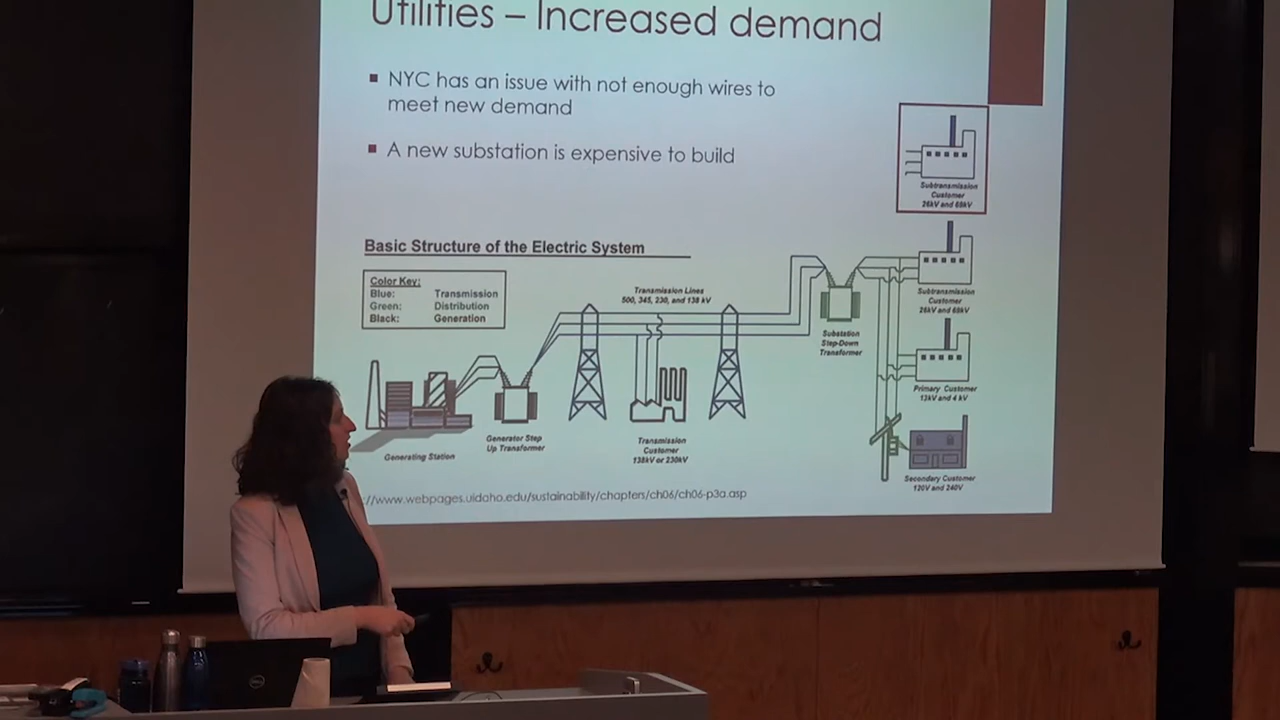 Utilities – Increased demand
▪ NYC has an issue with not enough wires to
meet new demand
▪ A new substation is expensive to build
Subtransmission
Customer
26kV and 69kV
Basic Structure of the Electric System
Color Key:
Blue: Transmission
Green: Distribution
Black: Generation
Transmission Lines
500, 345, 230, and 138 kV
Substation
Step-Down
Transformer
Subtransmission
Customer
26kV and 69kV
Primary Customer
13kV and 4 kV
Generating Station
Generator Step
Up Transformer
Transmission
Customer
138kV or 230kV
Secondary Customer
120V and 240V
://www.webpages.uidaho.edu/sustainability/chapters/ch06/ch06-p3a.asp
DELL